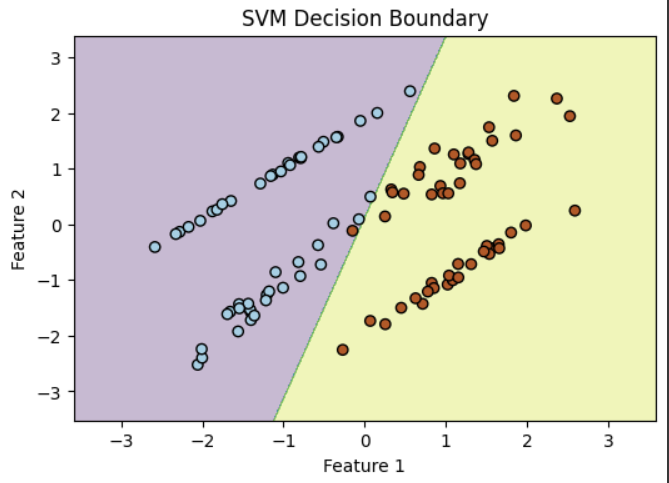 SVM Decision Boundary
3
2
1
0
−1
−2
−3
Feature 2
−3 −2 −1 0 1 2 3
Feature 1